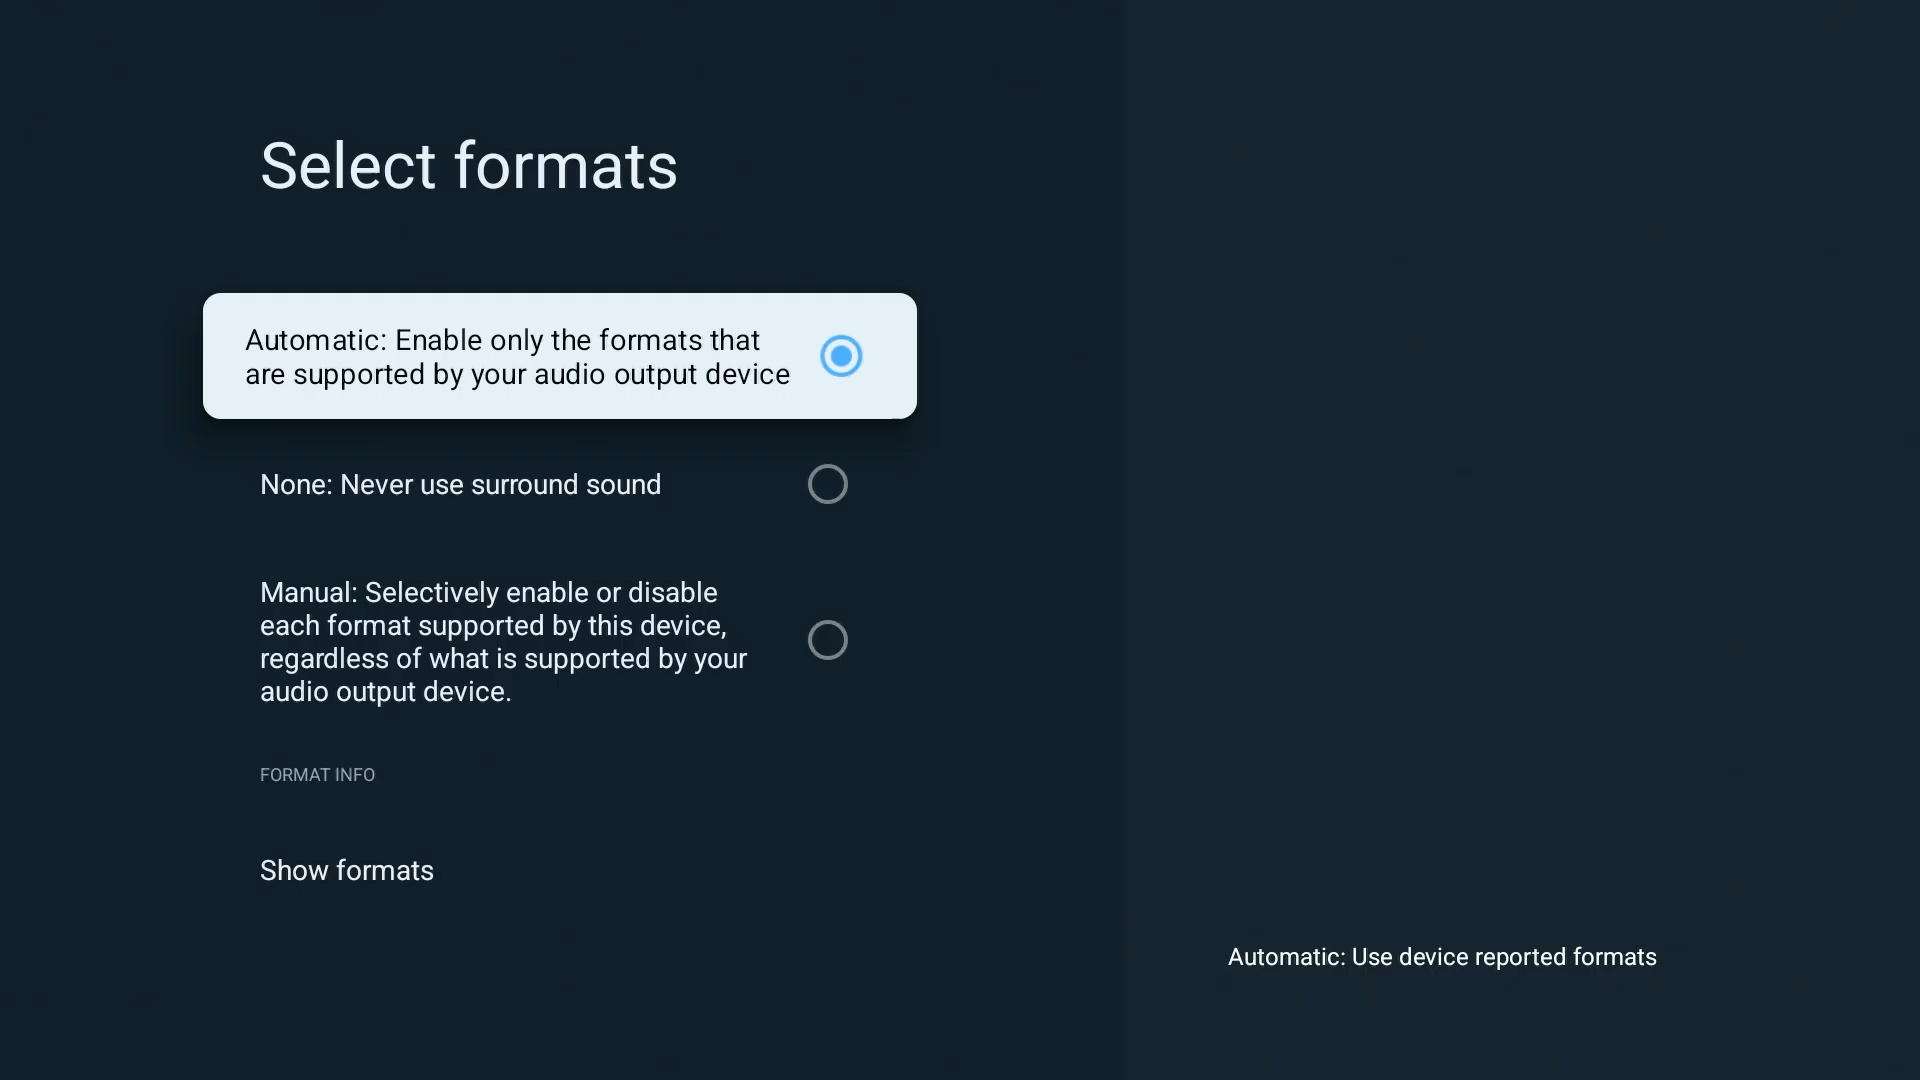 Select formats
Automatic: Enable only the formats that
are supported by your audio output device
None: Never use surround sound
Manual: Selectively enable or disable
each format supported by this device,
regardless of what is supported by your
audio output device.
FORMAT INFO
Show formats
Automatic: Use device reported formats